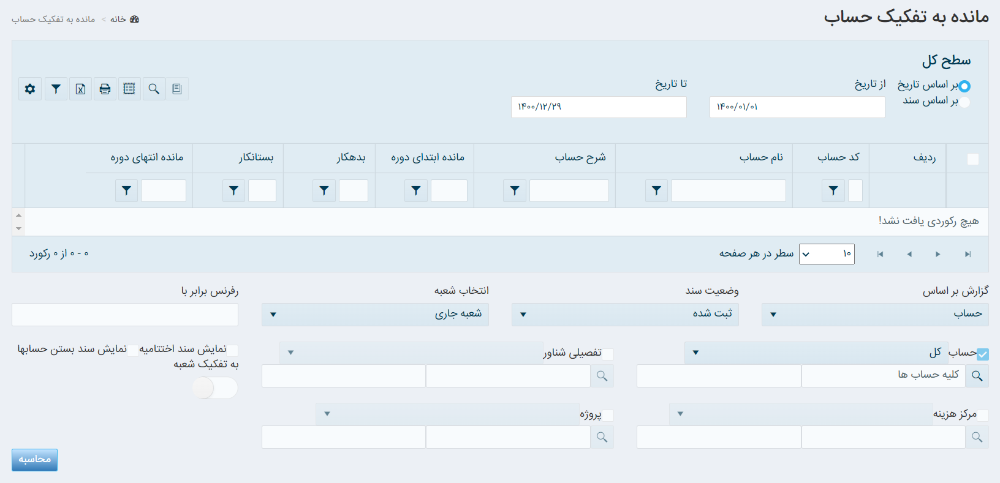 مانده به تفکیک حساب
خانه > مانده به تفکیک حساب
سطح کل
بر اساس تاریخ
بر اساس سند
از تاریخ
۱۴۰۰/۰۱/۰۱
تا تاریخ
۱۴۰۰/۱۲/۲۹
ردیف کد حساب نام حساب شرح حساب مانده ابتدای دوره بدهکار بستانکار مانده انتهای دوره
هیچ رکوردی یافت نشد!
۱۰ سطر در هر صفحه
۰ - ۰ از ۰ رکورد
گزارش بر اساس
حساب
وضعیت سند
ثبت شده
انتخاب شعبه
شعبه جاری
رفرنس برابر با
حساب
کل
کلیه حساب ها
تفصیلی شناور
نمایش سند اختتامیه
نمایش سند بستن حسابها
به تفکیک شعبه
مرکز هزینه
پروژه
محاسبه